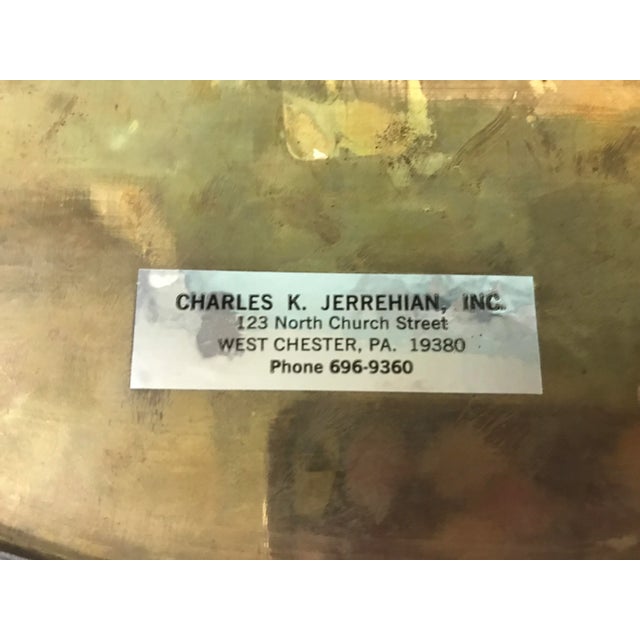 CHARLES K. JERREHIAN, INC.
123 North Church Street
WEST CHESTER, PA. 19380
Phone 696-9360